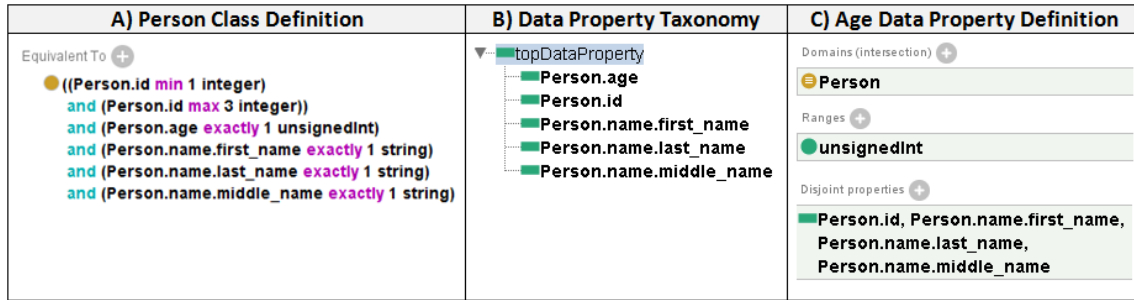 A) Person Class Definition
Equivalent To
((Person.id min 1 integer)
and (Person.id max 3 integer))
and (Person.age exactly 1 unsignedInt)
and (Person.name.first_name exactly 1 string)
and (Person.name.last_name exactly 1 string)
and (Person.name.middle_name exactly 1 string)
B) Data Property Taxonomy
topDataProperty
Person.age
Person.id
Person.name.first_name
Person.name.last_name
Person.name.middle_name
C) Age Data Property Definition
Domains (intersection)
Person
Ranges
unsignedInt
Disjoint properties
Person.id, Person.name.first_name,
Person.name.last_name,
Person.name.middle_name